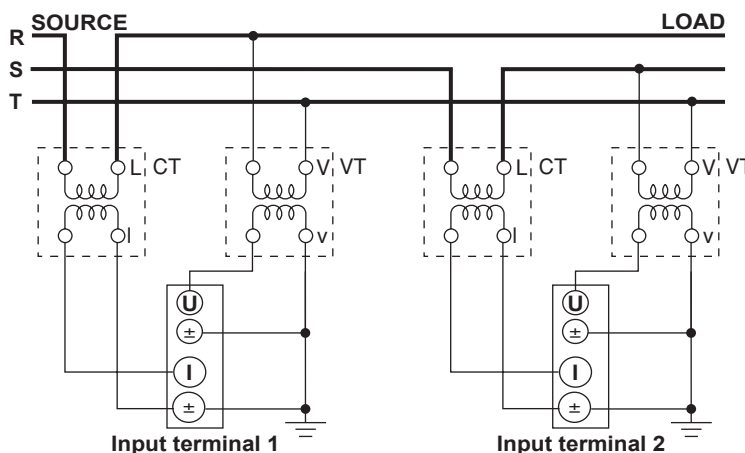 SOURCE
LOAD
R
S
T
L CT
V VT
L CT
V VT
l
v
l
v
U
±
I
±
U
±
I
±
Input terminal 1
Input terminal 2